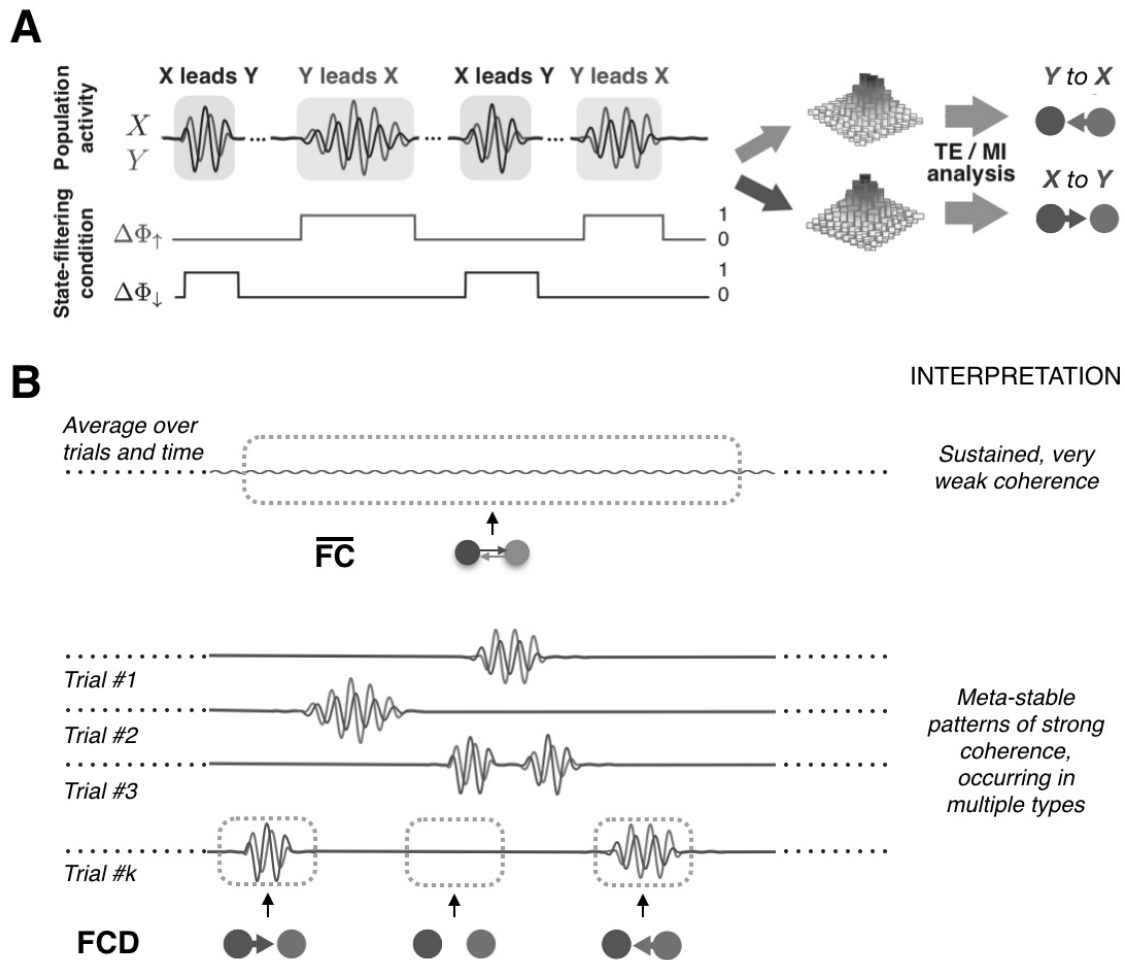 A
Population
activity
X leads Y
Y leads X
X leads Y
Y leads X
X
Y
...
...
...
State-filtering
condition
ΔΦ↑
1
0
ΔΦ↓
1
0
TE / MI
analysis
Y to X
X to Y
B
INTERPRETATION
Average over
trials and time
Sustained, very
weak coherence
FC
Trial #1
Trial #2
Trial #3
Trial #k
Meta-stable
patterns of strong
coherence,
occurring in
multiple types
FCD